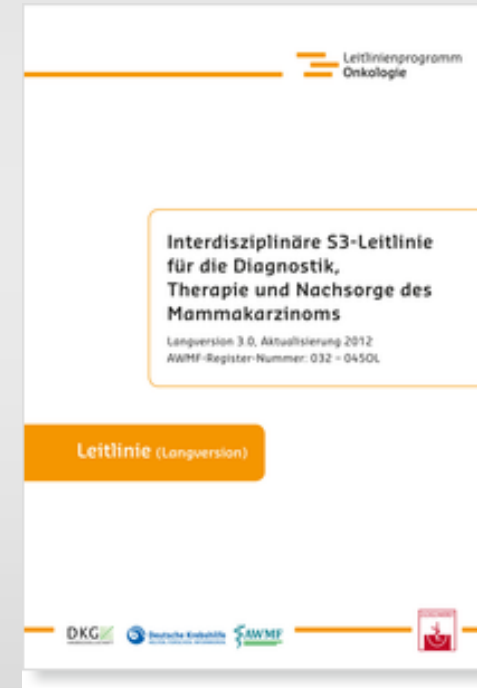 Leitlinienprogramm
Onkologie
Interdisziplinäre S3-Leitlinie
für die Diagnostik,
Therapie und Nachsorge des
Mammakarzinoms
Langversion 3.0, Aktualisierung 2012
AWMF-Register-Nummer: 032 – 045OL
Leitlinie (Langversion)
DKG Deutsche Krebshilfe AWMF